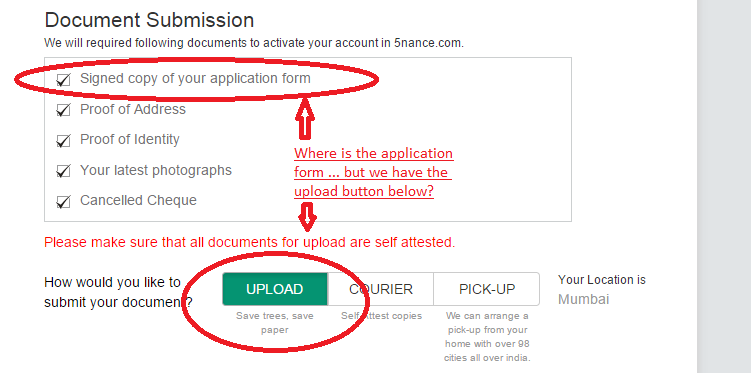 Document Submission
We will required following documents to activate your account in 5nance.com.
Signed copy of your application form
Proof of Address
Proof of Identity
Your latest photographs
Cancelled Cheque
Where is the application
form ... but we have the
upload button below?
Please make sure that all documents for upload are self attested.
How would you like to
submit your document?
UPLOAD
Save trees, save
paper
COURIER
Self Attest copies
PICK-UP
We can arrange a
pick-up from your
home with over 98
cities all over india.
Your Location is
Mumbai